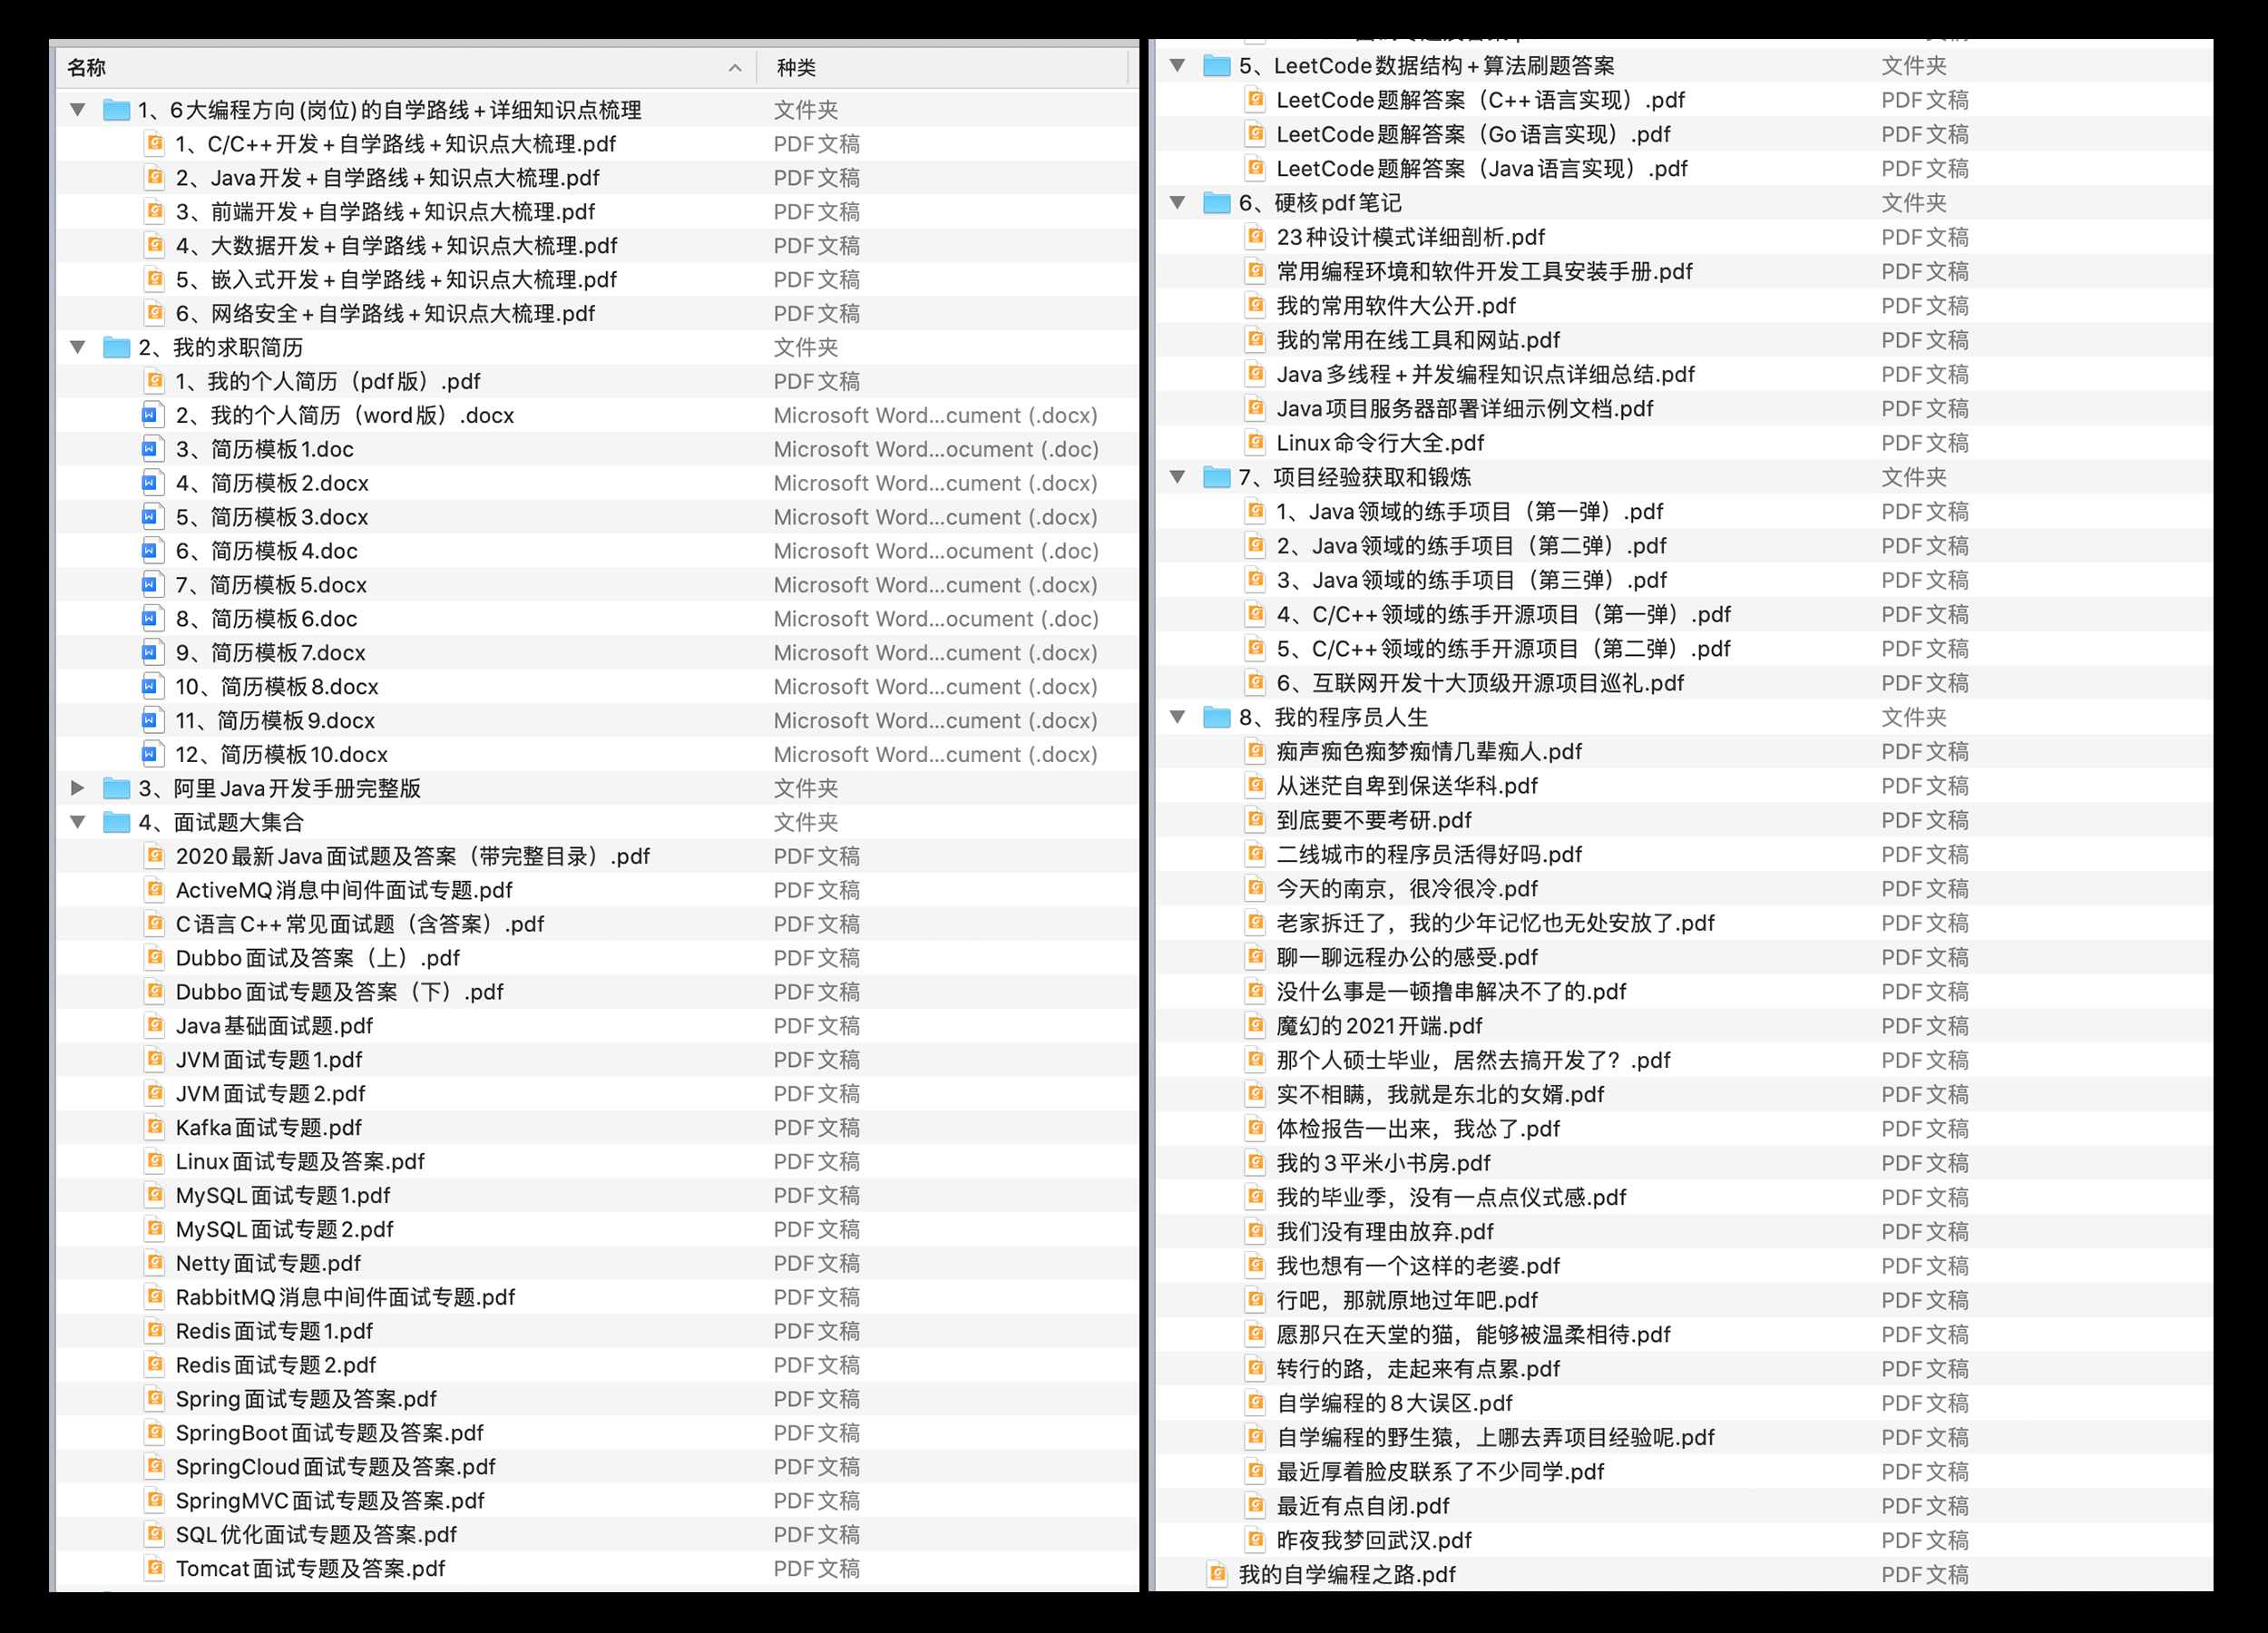 名称 种类
1、6大编程方向(岗位)的自学路线+详细知识点梳理 文件夹
1、C/C++开发+自学路线+知识点大梳理.pdf PDF文稿
2、Java开发+自学路线+知识点大梳理.pdf PDF文稿
3、前端开发+自学路线+知识点大梳理.pdf PDF文稿
4、大数据开发+自学路线+知识点大梳理.pdf PDF文稿
5、嵌入式开发+自学路线+知识点大梳理.pdf PDF文稿
6、网络安全+自学路线+知识点大梳理.pdf PDF文稿
2、我的求职简历 文件夹
1、我的个人简历（pdf版）.pdf PDF文稿
2、我的个人简历（word版）.docx Microsoft Word...cument (.docx)
3、简历模板1.doc Microsoft Word...ocument (.doc)
4、简历模板2.docx Microsoft Word...cument (.docx)
5、简历模板3.docx Microsoft Word...cument (.docx)
6、简历模板4.doc Microsoft Word...ocument (.doc)
7、简历模板5.docx Microsoft Word...cument (.docx)
8、简历模板6.doc Microsoft Word...ocument (.doc)
9、简历模板7.docx Microsoft Word...cument (.docx)
10、简历模板8.docx Microsoft Word...cument (.docx)
11、简历模板9.docx Microsoft Word...cument (.docx)
12、简历模板10.docx Microsoft Word...cument (.docx)
3、阿里Java开发手册完整版 文件夹
4、面试题大集合 文件夹
2020最新Java面试题及答案（带完整目录）.pdf PDF文稿
ActiveMQ消息中间件面试专题.pdf PDF文稿
C语言C++常见面试题（含答案）.pdf PDF文稿
Dubbo面试及答案（上）.pdf PDF文稿
Dubbo面试专题及答案（下）.pdf PDF文稿
Java基础面试题.pdf PDF文稿
JVM面试专题1.pdf PDF文稿
JVM面试专题2.pdf PDF文稿
Kafka面试专题.pdf PDF文稿
Linux面试专题及答案.pdf PDF文稿
MySQL面试专题1.pdf PDF文稿
MySQL面试专题2.pdf PDF文稿
Netty面试专题.pdf PDF文稿
RabbitMQ消息中间件面试专题.pdf PDF文稿
Redis面试专题1.pdf PDF文稿
Redis面试专题2.pdf PDF文稿
Spring面试专题及答案.pdf PDF文稿
SpringBoot面试专题及答案.pdf PDF文稿
SpringCloud面试专题及答案.pdf PDF文稿
SpringMVC面试专题及答案.pdf PDF文稿
SQL优化面试专题及答案.pdf PDF文稿
Tomcat面试专题及答案.pdf PDF文稿
5、LeetCode数据结构+算法刷题答案 文件夹
LeetCode题解答案（C++语言实现）.pdf PDF文稿
LeetCode题解答案（Go语言实现）.pdf PDF文稿
LeetCode题解答案（Java语言实现）.pdf PDF文稿
6、硬核pdf笔记 文件夹
23种设计模式详细剖析.pdf PDF文稿
常用编程环境和软件开发工具安装手册.pdf PDF文稿
我的常用软件大公开.pdf PDF文稿
我的常用在线工具和网站.pdf PDF文稿
Java多线程+并发编程知识点详细总结.pdf PDF文稿
Java项目服务器部署详细示例文档.pdf PDF文稿
Linux命令行大全.pdf PDF文稿
7、项目经验获取和锻炼 文件夹
1、Java领域的练手项目（第一弹）.pdf PDF文稿
2、Java领域的练手项目（第二弹）.pdf PDF文稿
3、Java领域的练手项目（第三弹）.pdf PDF文稿
4、C/C++领域的练手开源项目（第一弹）.pdf PDF文稿
5、C/C++领域的练手开源项目（第二弹）.pdf PDF文稿
6、互联网开发十大顶级开源项目巡礼.pdf PDF文稿
8、我的程序员人生 文件夹
痴声痴色痴梦痴情几辈痴人.pdf PDF文稿
从迷茫自卑到保送华科.pdf PDF文稿
到底要不要考研.pdf PDF文稿
二线城市的程序员活得好吗.pdf PDF文稿
今天的南京，很冷很冷.pdf PDF文稿
老家拆迁了，我的少年记忆也无处安放了.pdf PDF文稿
聊一聊远程办公的感受.pdf PDF文稿
没什么事是一顿撸串解决不了的.pdf PDF文稿
魔幻的2021开端.pdf PDF文稿
那个人硕士毕业，居然去搞开发了？.pdf PDF文稿
实不相瞒，我就是东北的女婿.pdf PDF文稿
体检报告一出来，我怂了.pdf PDF文稿
我的3平米小书房.pdf PDF文稿
我的毕业季，没有一点点仪式感.pdf PDF文稿
我们没有理由放弃.pdf PDF文稿
我也想有一个这样的老婆.pdf PDF文稿
行吧，那就原地过年吧.pdf PDF文稿
愿那只在天堂的猫，能够被温柔相待.pdf PDF文稿
转行的路，走起来有点累.pdf PDF文稿
自学编程的8大误区.pdf PDF文稿
自学编程的野生猿，上哪去弄项目经验呢.pdf PDF文稿
最近厚着脸皮联系了不少同学.pdf PDF文稿
最近有点自闭.pdf PDF文稿
昨夜我梦回武汉.pdf PDF文稿
我的自学编程之路.pdf PDF文稿